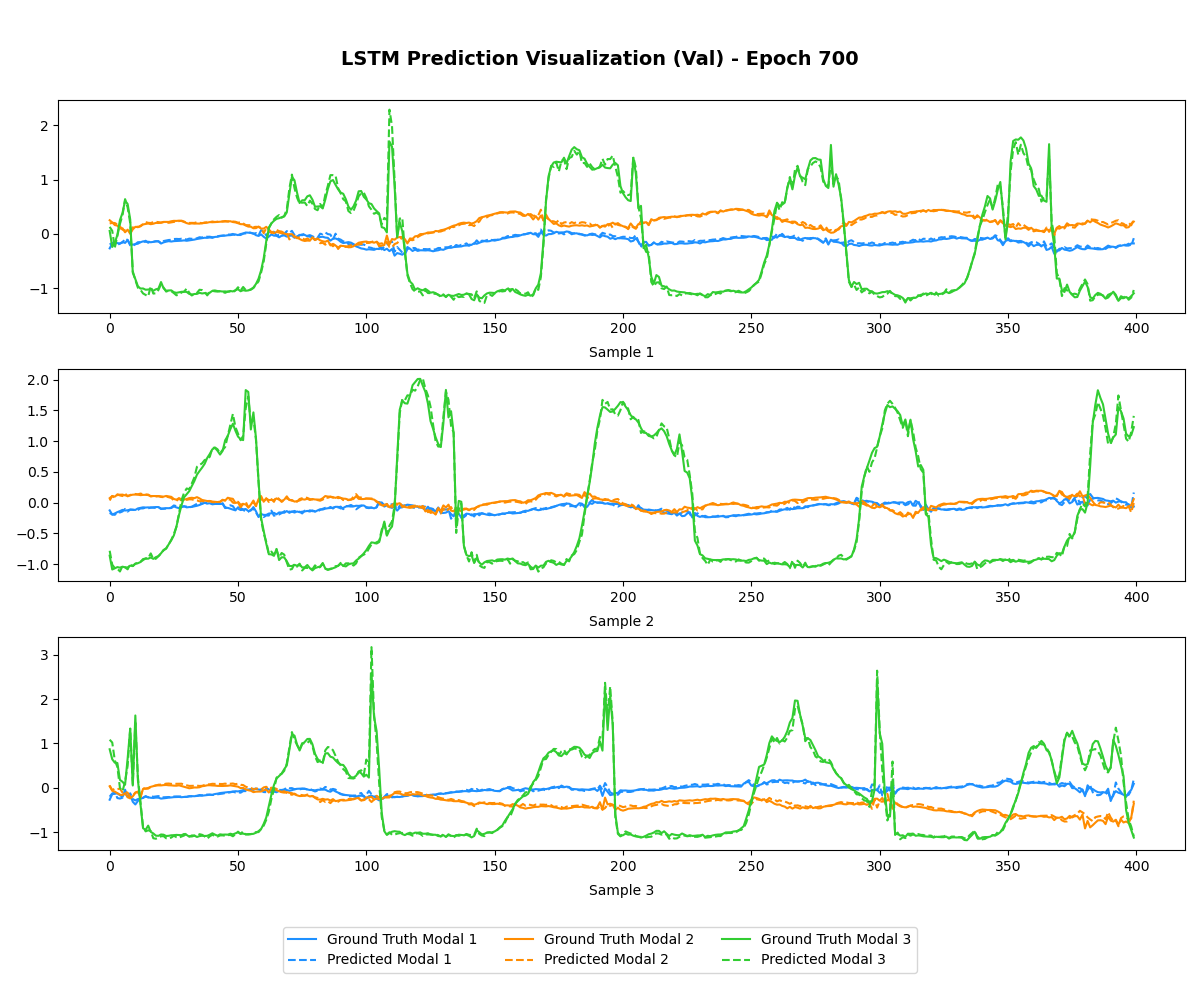 LSTM Prediction Visualization (Val) - Epoch 700
2
1
0
−1
0 50 100 150 200 250 300 350 400
Sample 1
2.0
1.5
1.0
0.5
0.0
−0.5
−1.0
0 50 100 150 200 250 300 350 400
Sample 2
3
2
1
0
−1
0 50 100 150 200 250 300 350 400
Sample 3
Ground Truth Modal 1 Ground Truth Modal 2 Ground Truth Modal 3
Predicted Modal 1 Predicted Modal 2 Predicted Modal 3